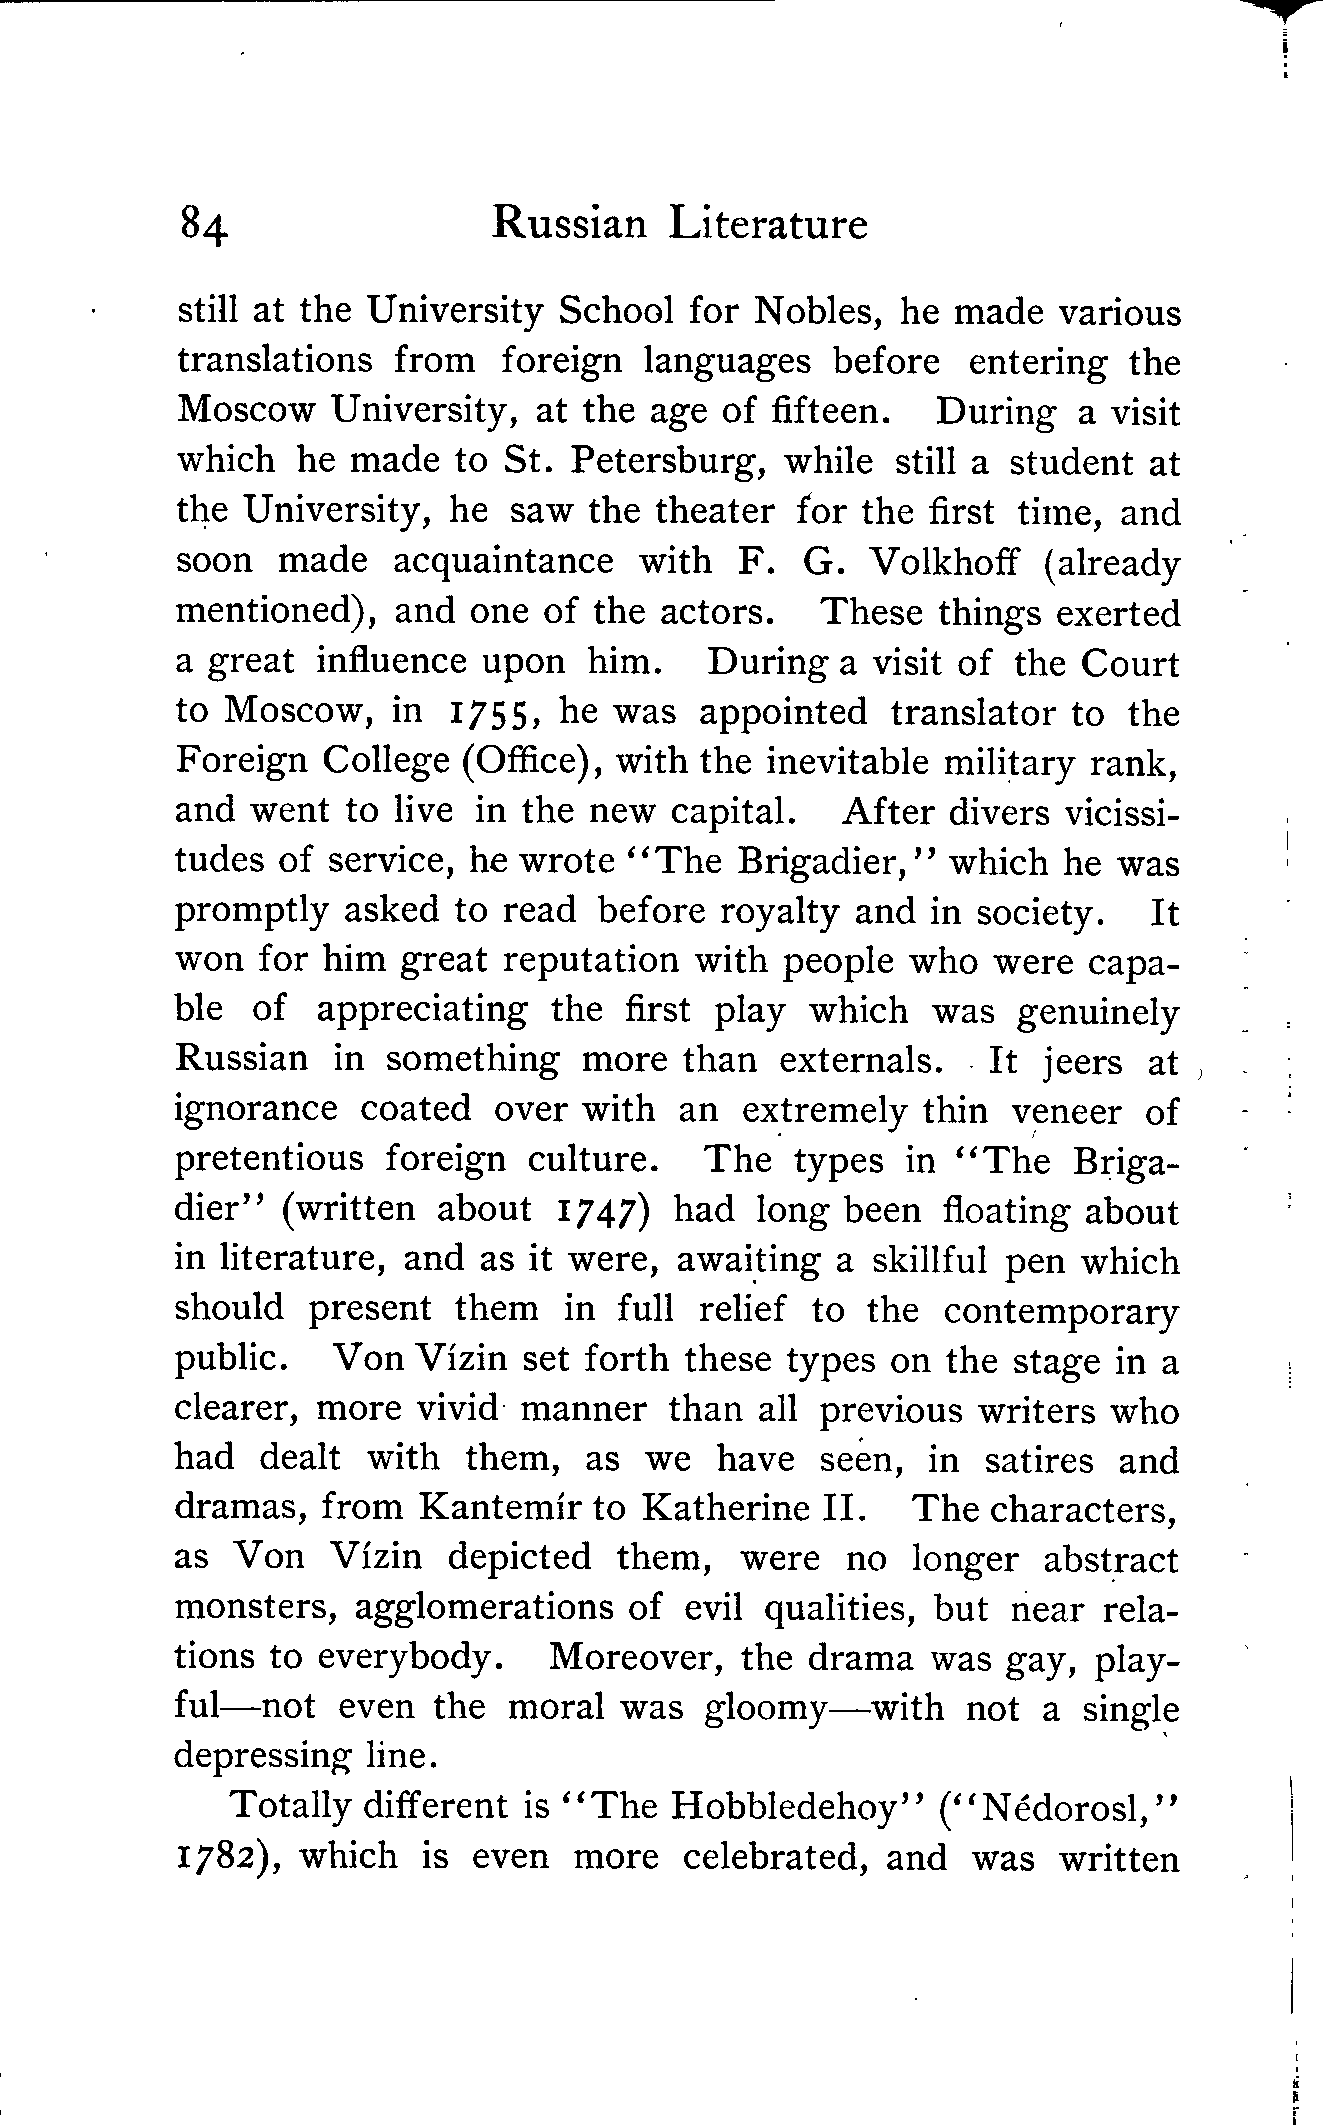 84 Russian Literature
still at the University School for Nobles, he made various
translations from foreign languages before entering the
Moscow University, at the age of fifteen. During a visit
which he made to St. Petersburg, while still a student at
the University, he saw the theater for the first time, and
soon made acquaintance with F. G. Volkhoff (already
mentioned), and one of the actors. These things exerted
a great influence upon him. During a visit of the Court
to Moscow, in 1755, he was appointed translator to the
Foreign College (Office), with the inevitable military rank,
and went to live in the new capital. After divers vicissi-
tudes of service, he wrote “The Brigadier,” which he was
promptly asked to read before royalty and in society. It
won for him great reputation with people who were capa-
ble of appreciating the first play which was genuinely
Russian in something more than externals. It jeers at
ignorance coated over with an extremely thin veneer of
pretentious foreign culture. The types in “The Briga-
dier” (written about 1747) had long been floating about
in literature, and as it were, awaiting a skillful pen which
should present them in full relief to the contemporary
public. Von Vízin set forth these types on the stage in a
clearer, more vivid manner than all previous writers who
had dealt with them, as we have seen, in satires and
dramas, from Kantemír to Katherine II. The characters,
as Von Vízin depicted them, were no longer abstract
monsters, agglomerations of evil qualities, but near rela-
tions to everybody. Moreover, the drama was gay, play-
ful—not even the moral was gloomy—with not a single
depressing line.
Totally different is “The Hobbledehoy” (“Nédorosl,”
1782), which is even more celebrated, and was written